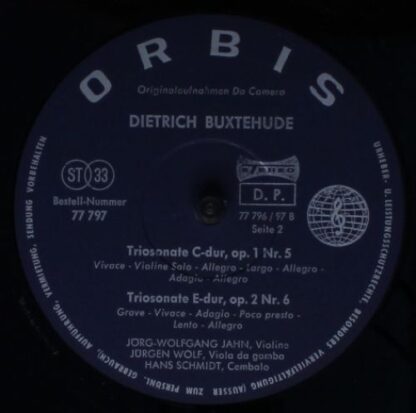 ORBIS
Originalaufnahmen Da Camera
DIETRICH BUXTEHUDE
ST 33
Bestell-Nummer
77 797
STEREO
D. P.
77 796 / 97 B
Seite 2
Triosonate C-dur, op. 1 Nr. 5
Vivace - Violine Solo - Allegro - Largo - Allegro -
Adagio - Allegro
Triosonate E-dur, op. 2 Nr. 6
Grave - Vivace - Adagio - Poco presto -
Lento - Allegro
JÖRG-WOLFGANG JAHN, Violine
JÜRGEN WOLF, Viola da gamba
HANS SCHMIDT, Cembalo
URHEBER- U. LEISTUNGSSCHUTZRECHTE, BESONDERS VERVIELFÄLTIGUNG (AUSSER ZUM PERSÖNL. GEBRAUCH), AUFFÜHRUNG, VERMIETUNG, SENDUNG VORBEHALTEN